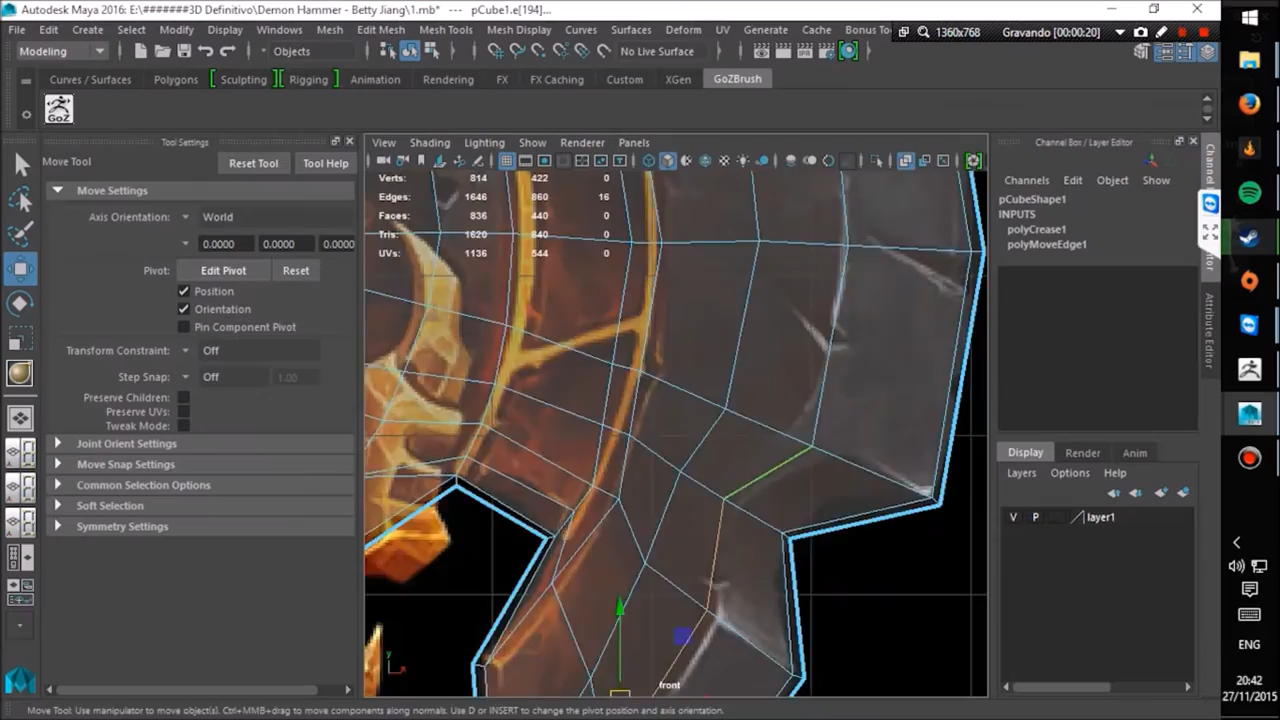 Autodesk Maya 2016: E:\#######3D Definitivo\Demon Hammer - Betty Jiang\1.mb* --- pCube1.e[194]...
File Edit Create Select Modify Display Windows Mesh Edit Mesh Mesh Tools Mesh Display Curves Surfaces Deform UV Generate Cache Bonus To
1360x768 Gravando [00:00:20]
Modeling Objects No Live Surface
Curves / Surfaces Polygons Sculpting Rigging Animation Rendering FX FX Caching Custom XGen GoZBrush
GoZ
Tool Settings
Move Tool Reset Tool Tool Help
Move Settings
Axis Orientation: World
0.0000 0.0000 0.0000
Pivot: Edit Pivot Reset
Position
Orientation
Pin Component Pivot
Transform Constraint: Off
Step Snap: Off 1.00
Preserve Children:
Preserve UVs:
Tweak Mode:
Joint Orient Settings
Move Snap Settings
Common Selection Options
Soft Selection
Symmetry Settings
View Shading Lighting Show Renderer Panels
Verts: 814 422 0
Edges: 1646 860 16
Faces: 836 440 0
Tris: 1620 840 0
UVs: 1136 544 0
y
front
Channel Box / Layer Editor
Channels Edit Object Show
pCubeShape1
INPUTS
polyCrease1
polyMoveEdge1
Attribute Editor
Display Render Anim
Layers Options Help
V P layer1
ENG
20:42
27/11/2015
Move Tool: Use manipulator to move object(s). Ctrl+MMB+drag to move components along normals. Use D or INSERT to change the pivot position and axis orientation.